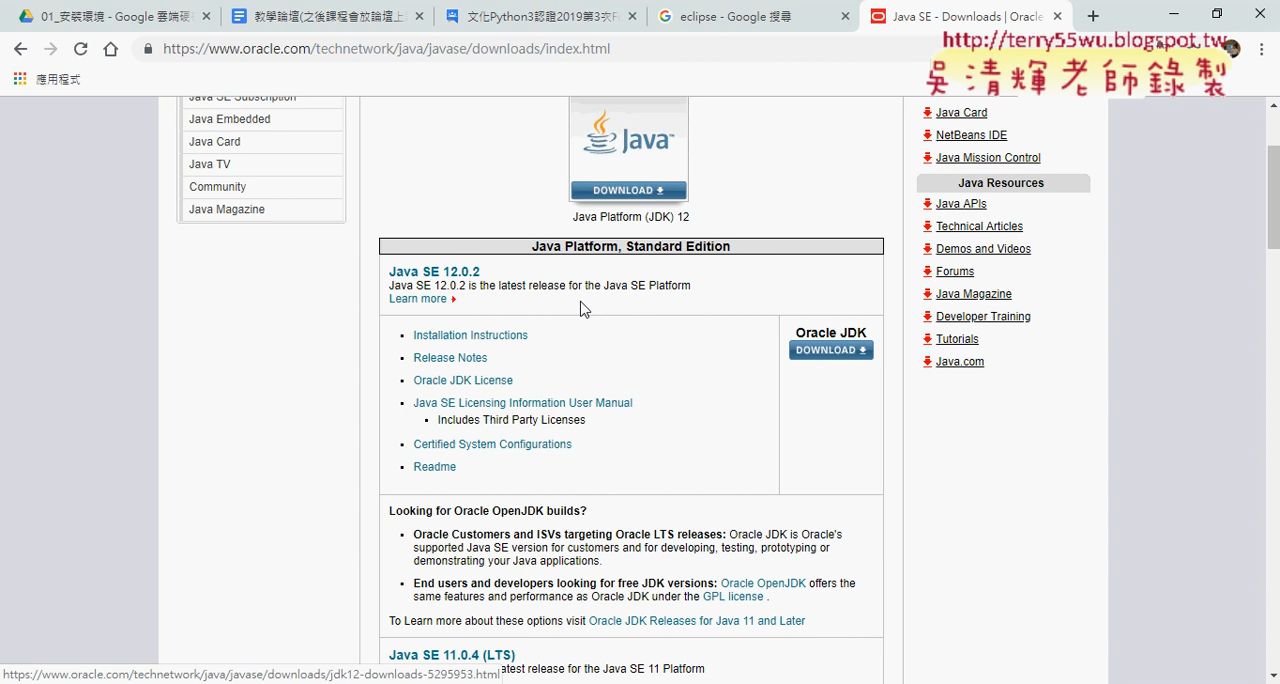 01_安裝環境 - Google 雲端硬
教學論壇(之後課程會放論壇上
文化Python3認證2019第3次
eclipse - Google 搜尋
Java SE - Downloads | Oracle
https://www.oracle.com/technetwork/java/javase/downloads/index.html
http://terry55wu.blogspot.tw
吳清輝老師錄製
應用程式
Java SE Subscription
Java Embedded
Java Card
Java TV
Community
Java Magazine
Java
DOWNLOAD
Java Platform (JDK) 12
Java Platform, Standard Edition
Java SE 12.0.2
Java SE 12.0.2 is the latest release for the Java SE Platform
Learn more
Installation Instructions
Release Notes
Oracle JDK License
Java SE Licensing Information User Manual
Includes Third Party Licenses
Certified System Configurations
Readme
Oracle JDK
DOWNLOAD
Looking for Oracle OpenJDK builds?
Oracle Customers and ISVs targeting Oracle LTS releases: Oracle JDK is Oracle's
supported Java SE version for customers and for developing, testing, prototyping or
demonstrating your Java applications.
End users and developers looking for free JDK versions: Oracle OpenJDK offers the
same features and performance as Oracle JDK under the GPL license .
To Learn more about these options visit Oracle JDK Releases for Java 11 and Later
Java SE 11.0.4 (LTS)
atest release for the Java SE 11 Platform
Java Card
NetBeans IDE
Java Mission Control
Java Resources
Java APIs
Technical Articles
Demos and Videos
Forums
Java Magazine
Developer Training
Tutorials
Java.com
https://www.oracle.com/technetwork/java/javase/downloads/jdk12-downloads-5295953.html